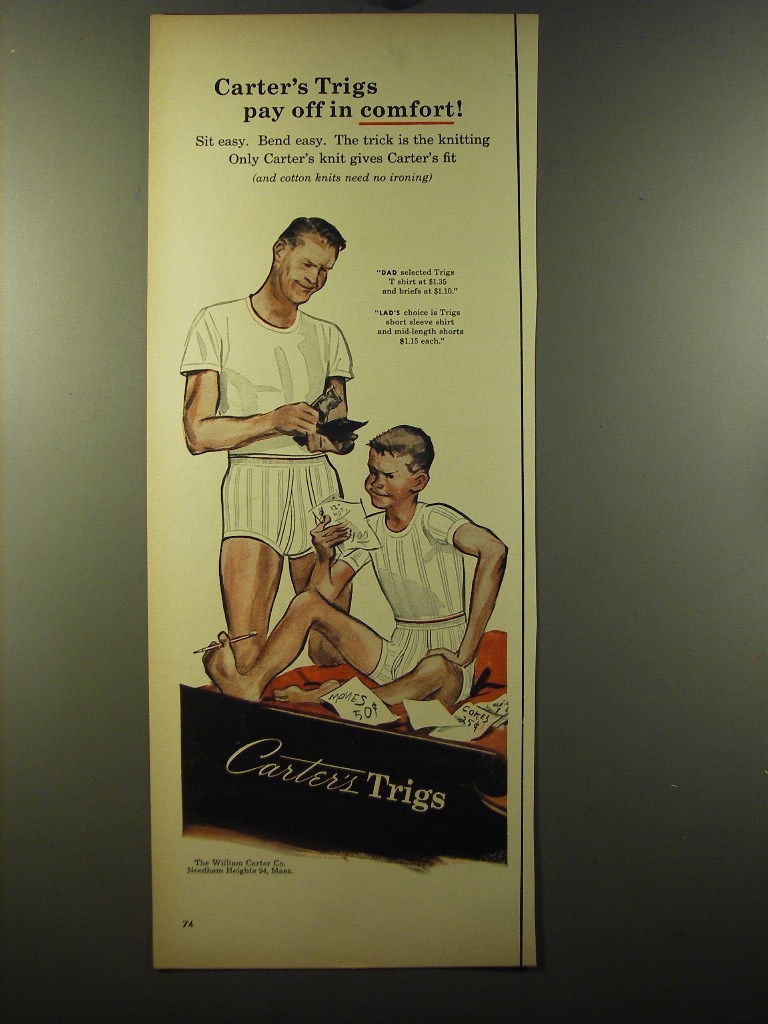 Carter's Trigs
pay off in comfort!
Sit easy. Bend easy. The trick is the knitting
Only Carter's knit gives Carter's fit
(and cotton knits need no ironing)
"DAD selected Trigs
T shirt at $1.35
and briefs at $1.10."
"LAD'S choice is Trigs
short sleeve shirt
and mid-length shorts
$1.15 each."
MOVIES
50¢
COKES
25¢
Carter's Trigs
The William Carter Co.
Needham Heights 94, Mass.
74